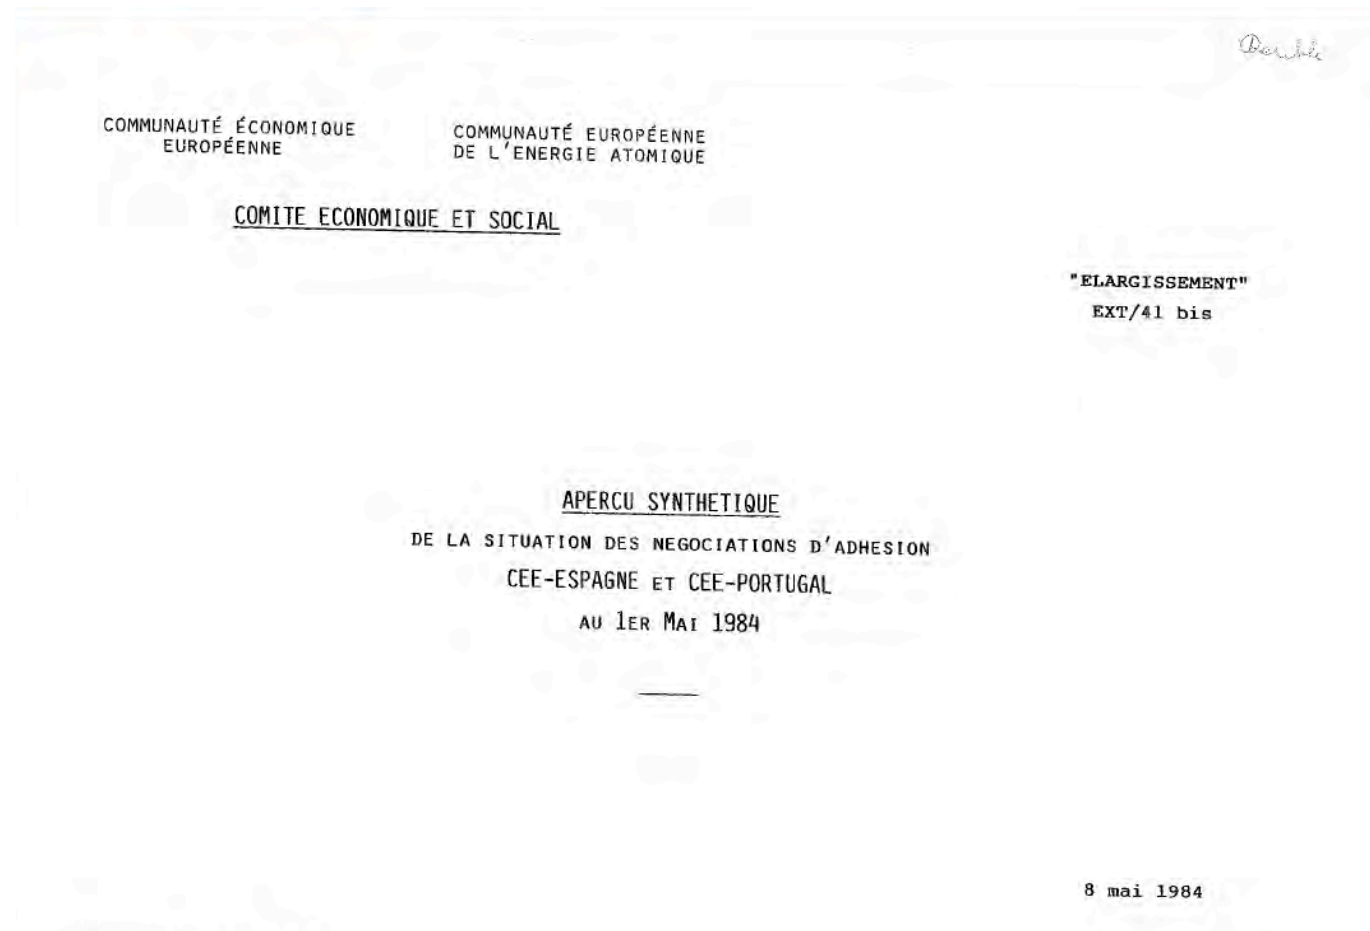 Double
COMMUNAUTÉ ÉCONOMIQUE
EUROPÉENNE
COMMUNAUTÉ EUROPÉENNE
DE L'ENERGIE ATOMIQUE
COMITE ECONOMIQUE ET SOCIAL
"ELARGISSEMENT"
EXT/41 bis
APERCU SYNTHETIQUE
DE LA SITUATION DES NEGOCIATIONS D'ADHESION
CEE-ESPAGNE ET CEE-PORTUGAL
AU 1ER MAI 1984
8 mai 1984